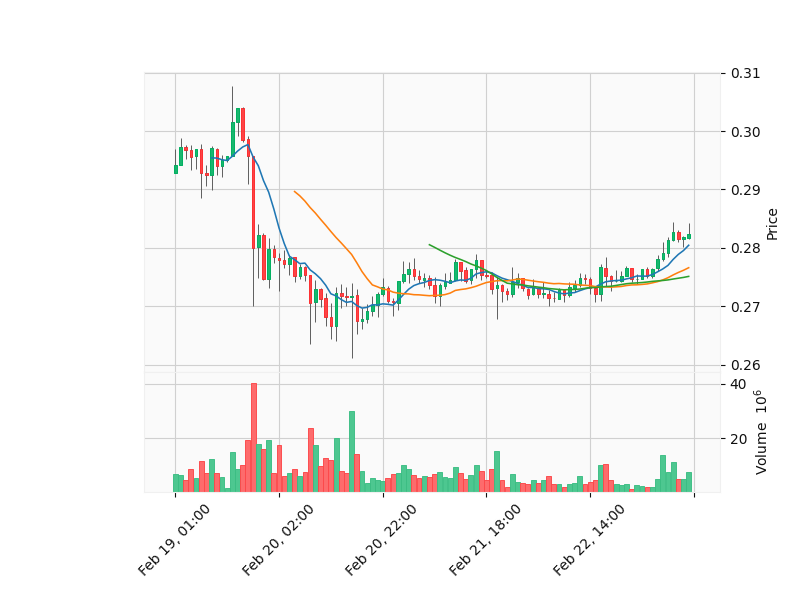 0.31
0.30
0.29
0.28
0.27
0.26
Price
40
20
Volume 10^6
Feb 19, 01:00
Feb 20, 02:00
Feb 20, 22:00
Feb 21, 18:00
Feb 22, 14:00